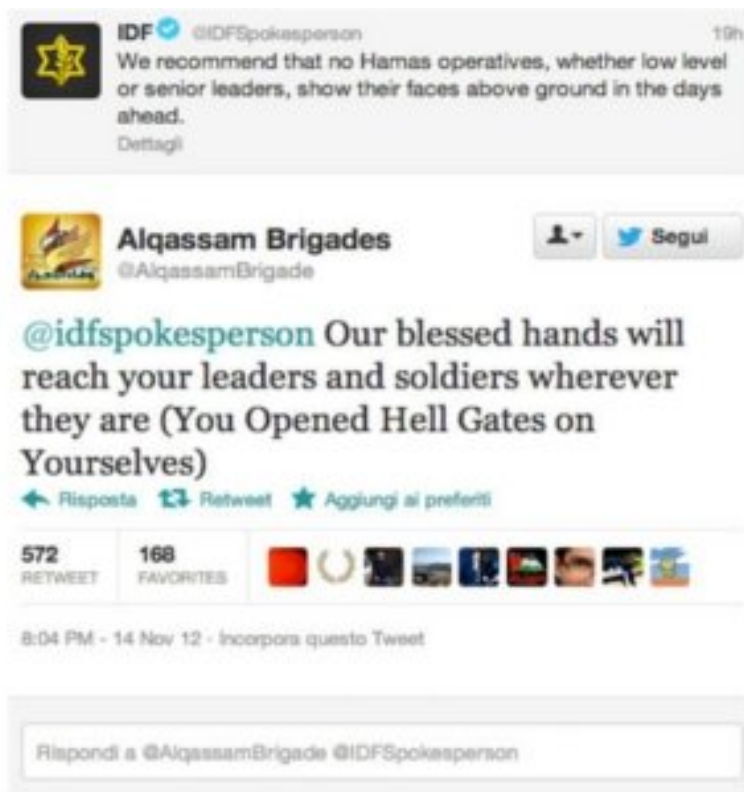 IDF @IDFSpokesperson 19h
We recommend that no Hamas operatives, whether low level
or senior leaders, show their faces above ground in the days
ahead.
Dettagli
Alqassam Brigades
@AlqassamBrigade
Segui
@idfspokesperson Our blessed hands will
reach your leaders and soldiers wherever
they are (You Opened Hell Gates on
Yourselves)
Risposta Retweet Aggiungi ai preferiti
572 168
RETWEET FAVORITES
8:04 PM - 14 Nov 12 - Incorpora questo Tweet
Rispondi a @AlqassamBrigade @IDFSpokesperson